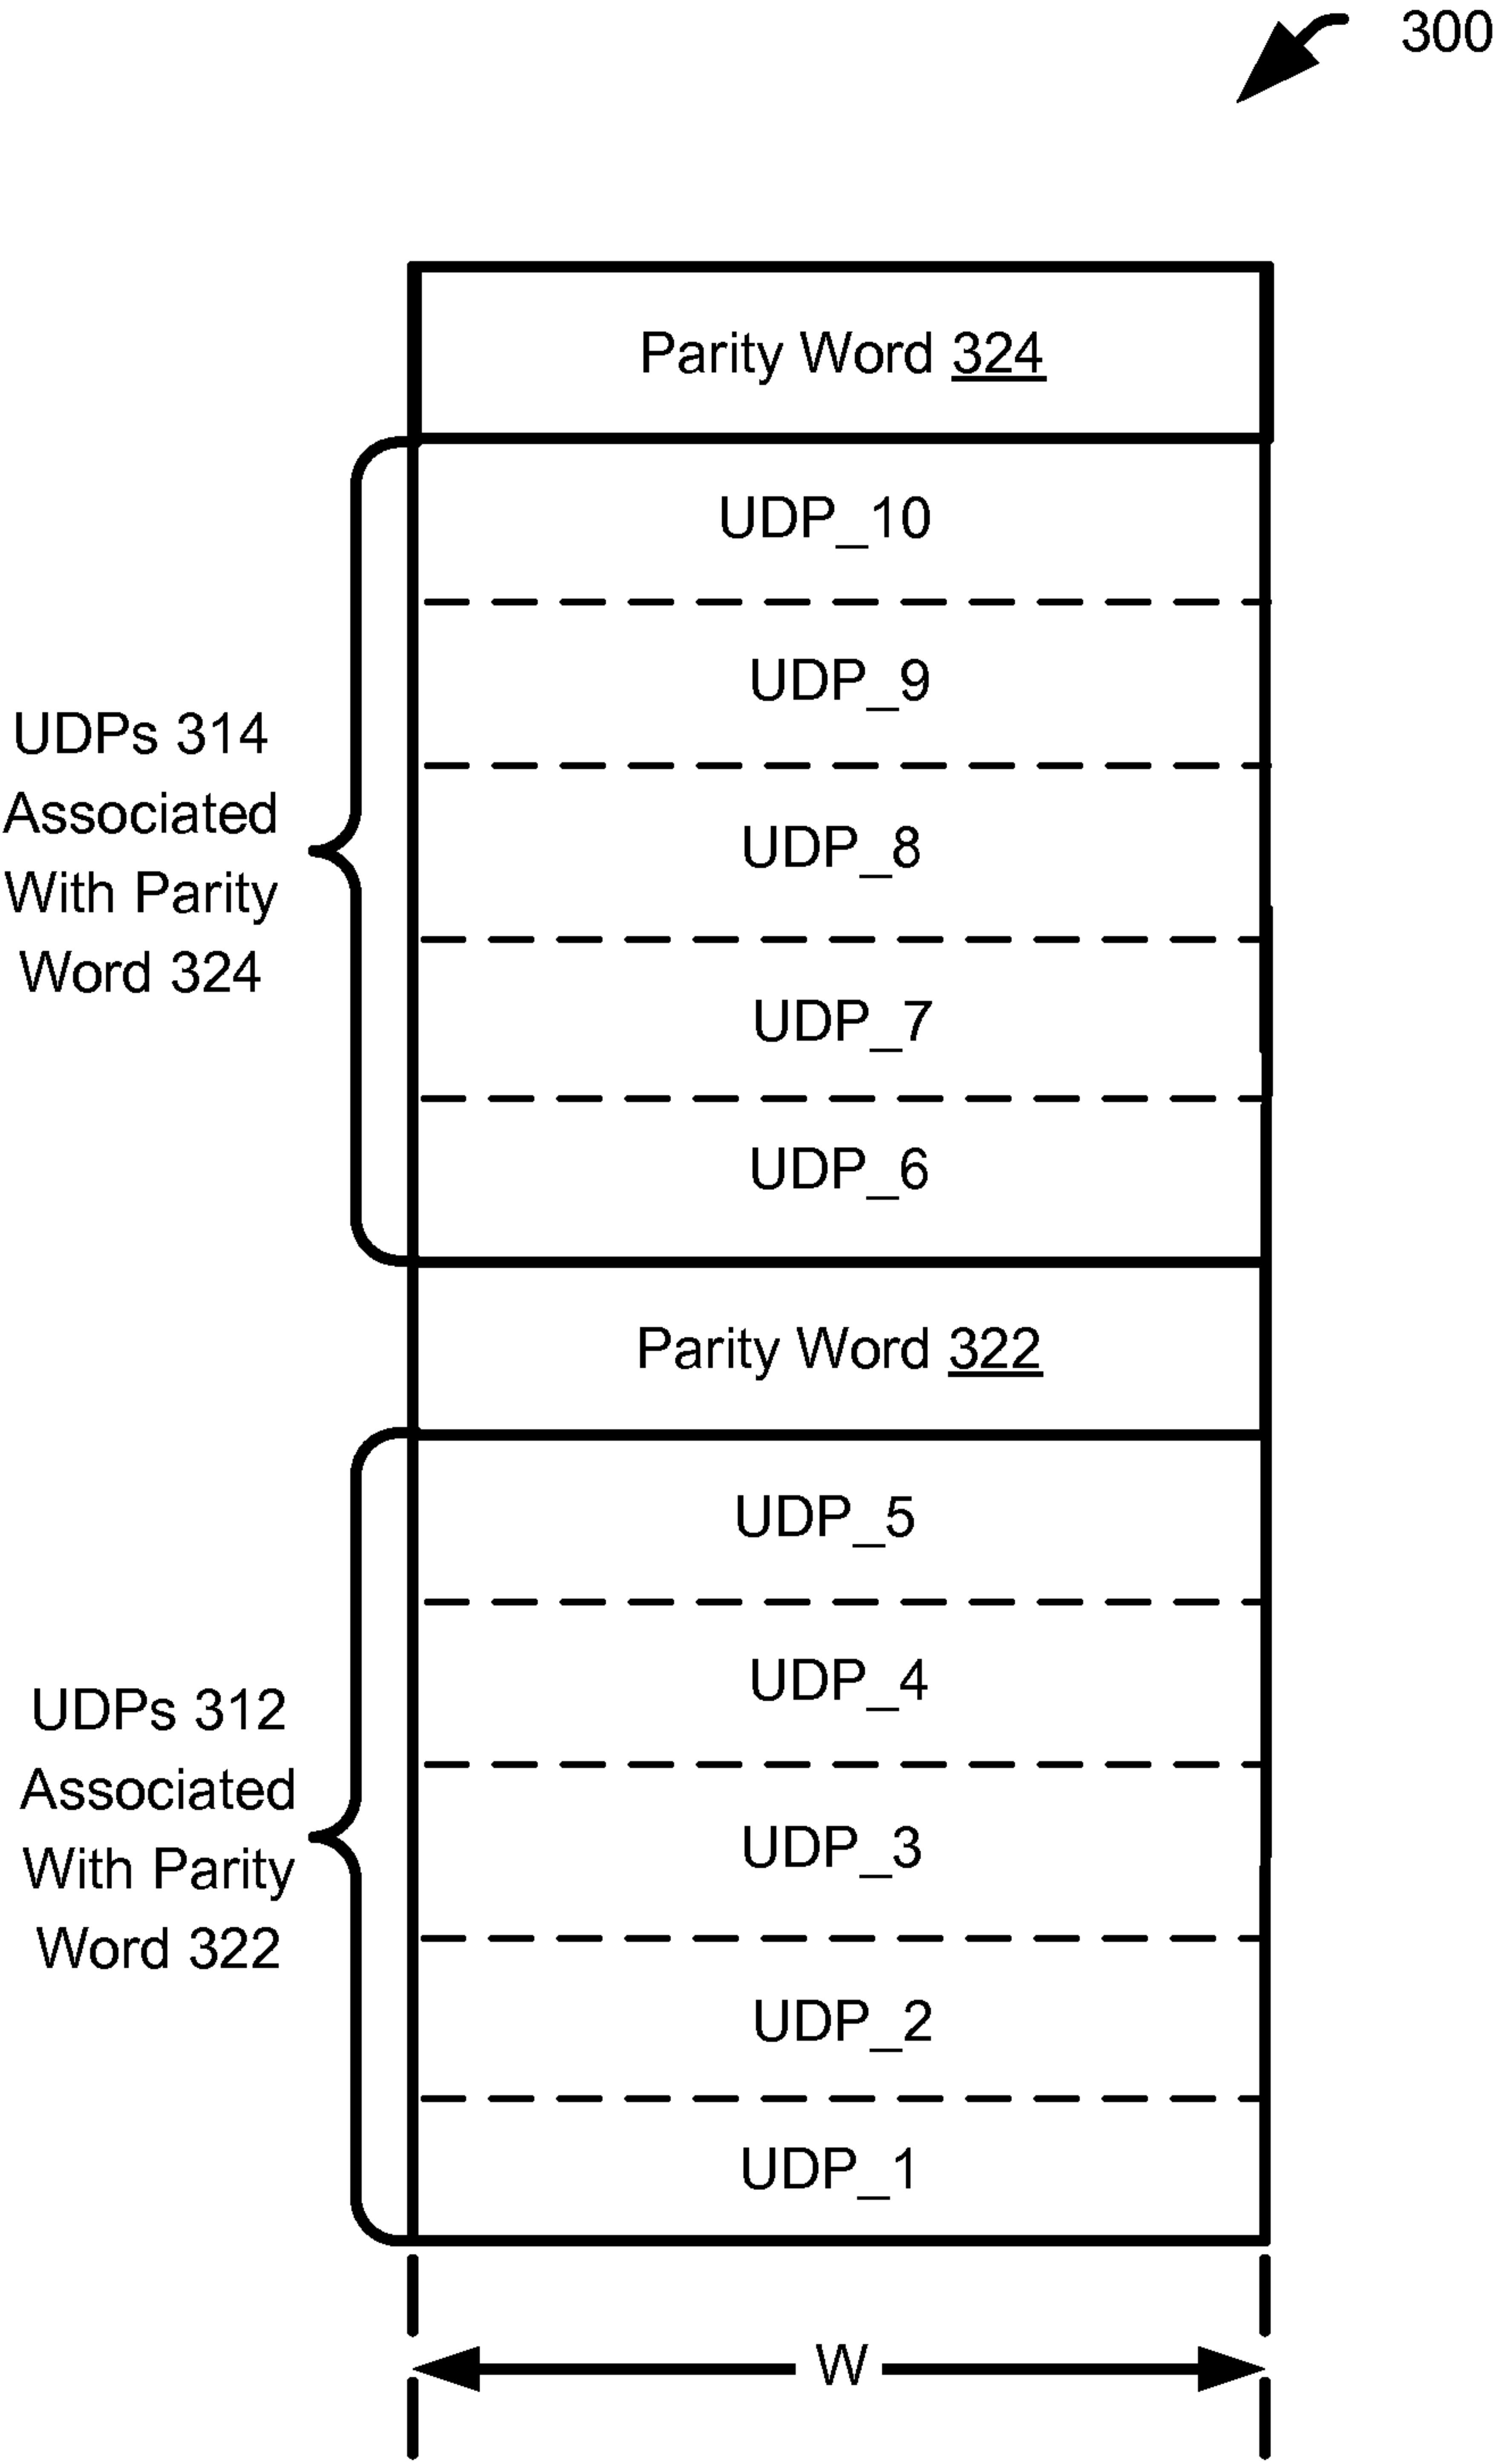 300
Parity Word 324
UDP_10
UDP_9
UDP_8
UDP_7
UDP_6
UDPs 314
Associated
With Parity
Word 324
Parity Word 322
UDP_5
UDP_4
UDP_3
UDP_2
UDP_1
UDPs 312
Associated
With Parity
Word 322
W